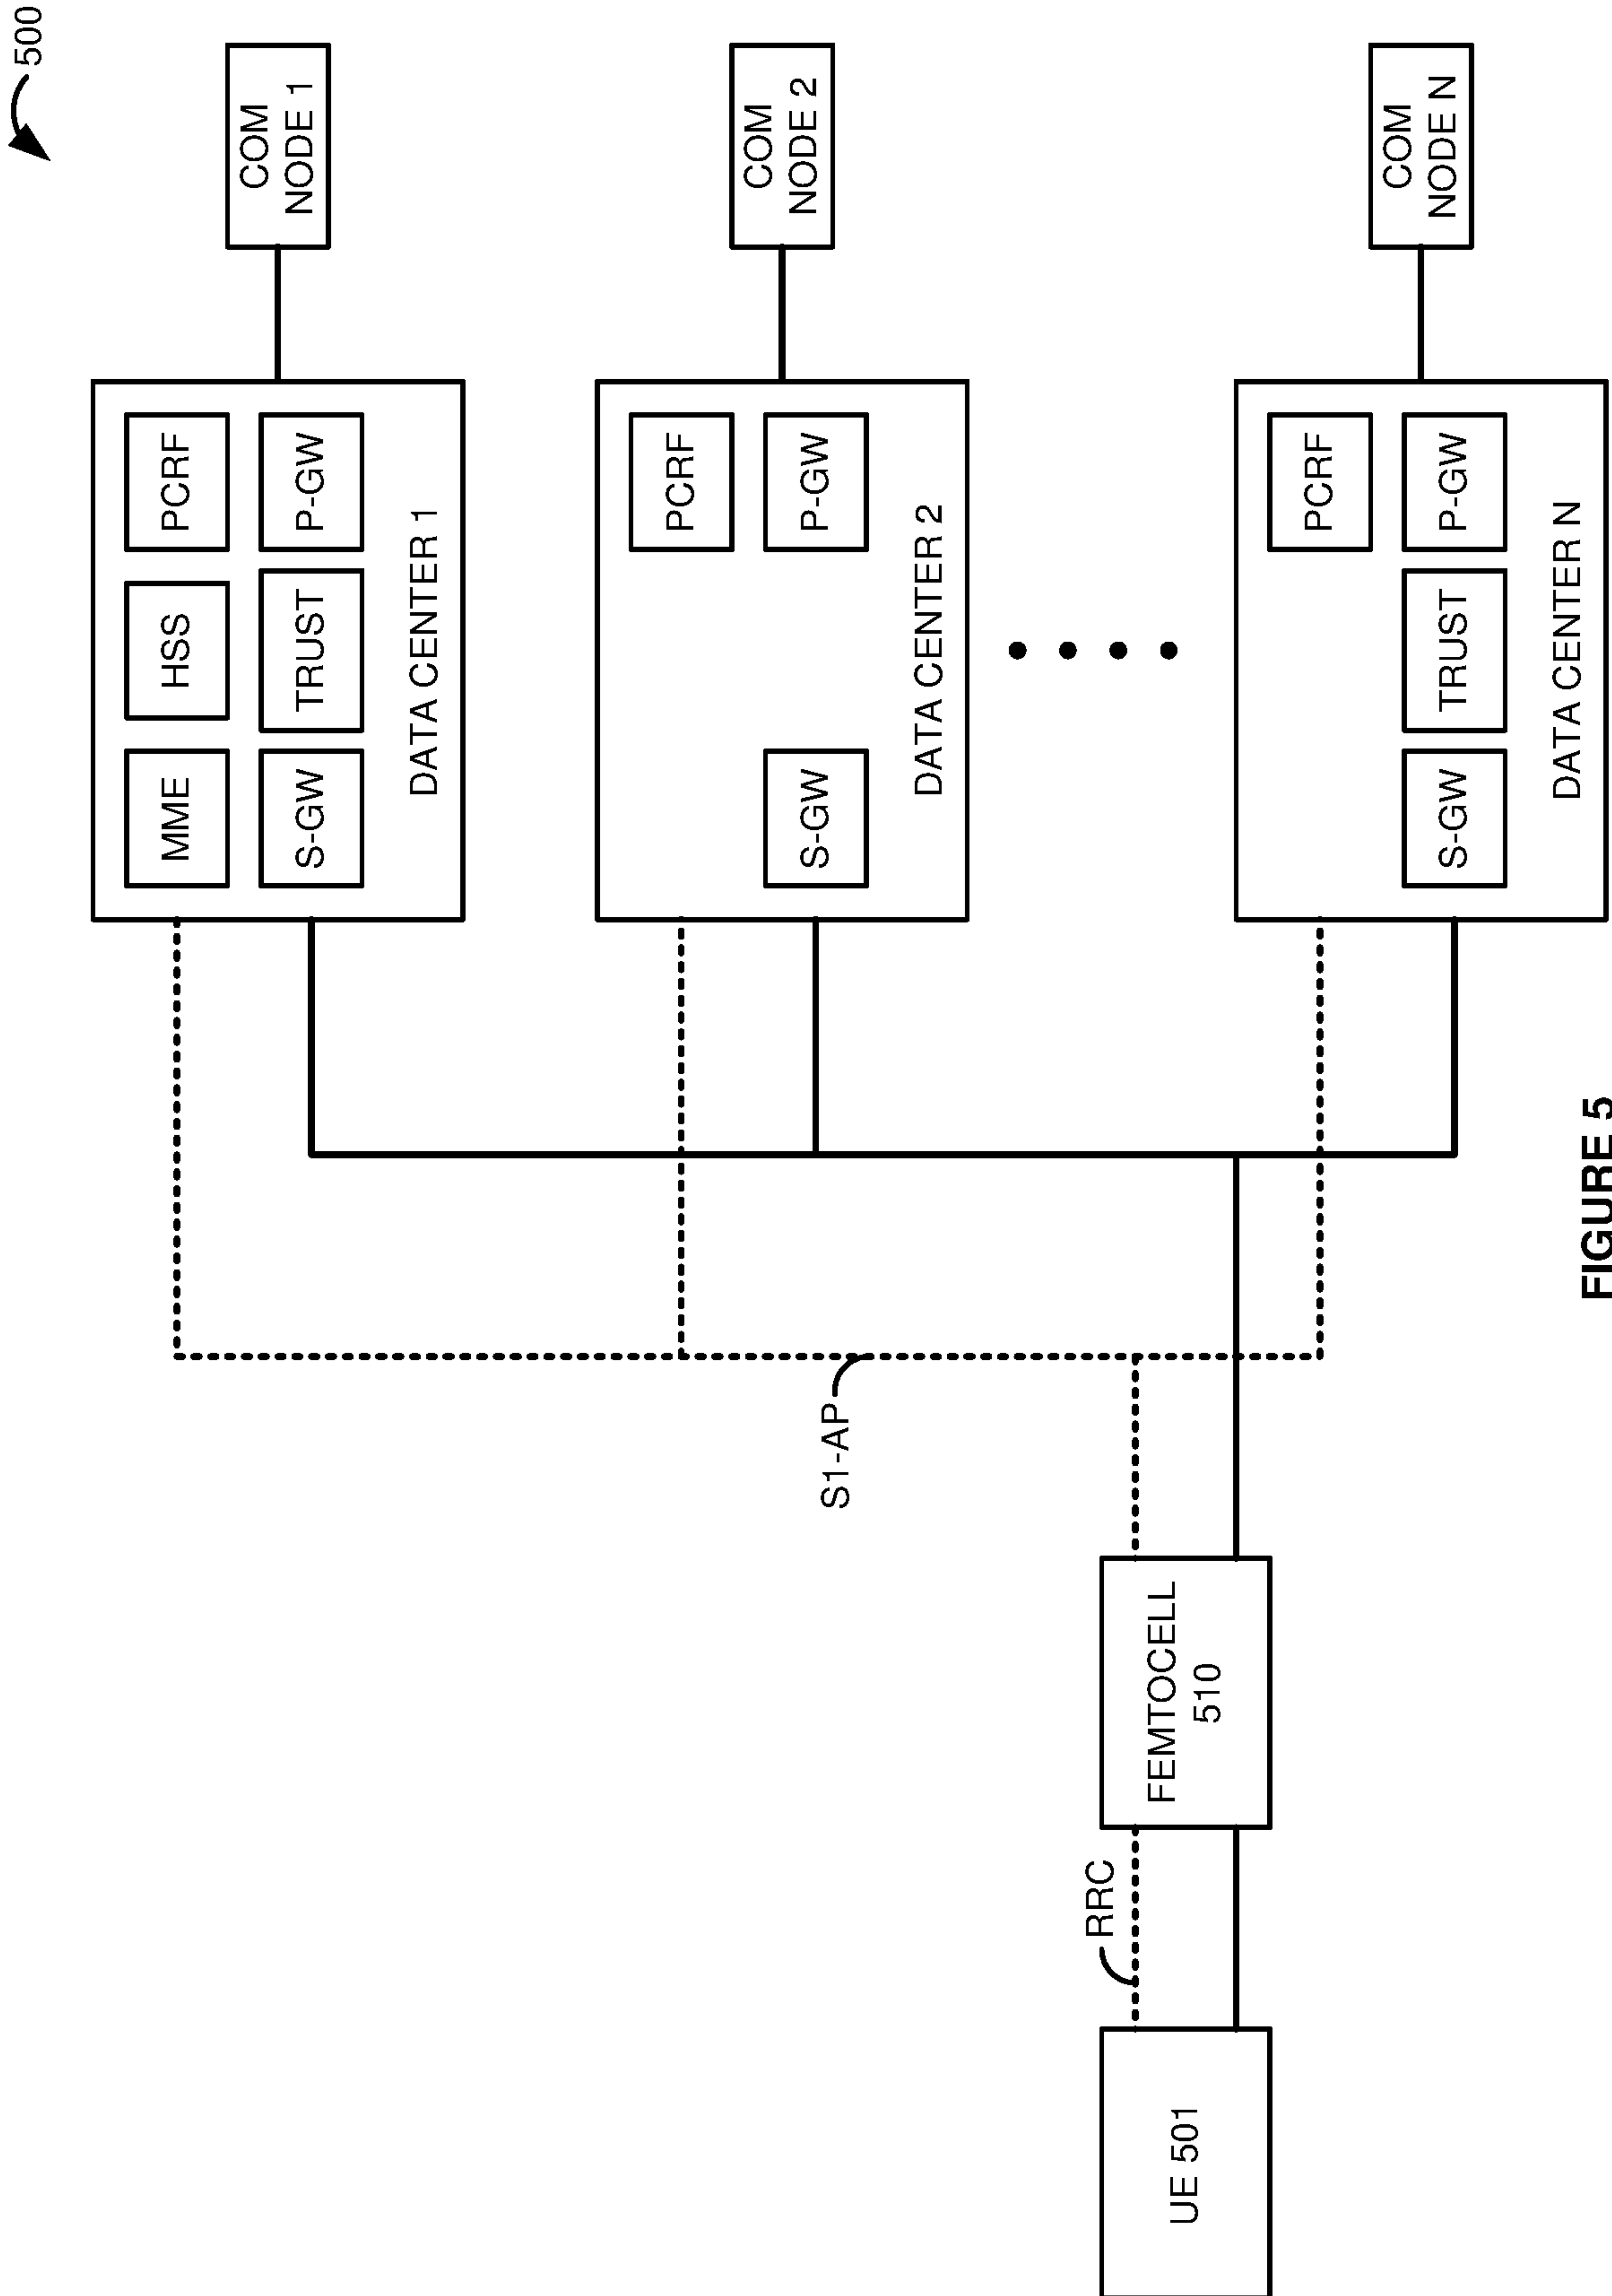 500
MME
HSS
PCRF
S-GW
TRUST
P-GW
DATA CENTER 1
COM
NODE 1
PCRF
S-GW
P-GW
DATA CENTER 2
COM
NODE 2
S1-AP
UE 501
RRC
FEMTOCELL
510
PCRF
S-GW
TRUST
P-GW
DATA CENTER N
COM
NODE N
FIGURE 5